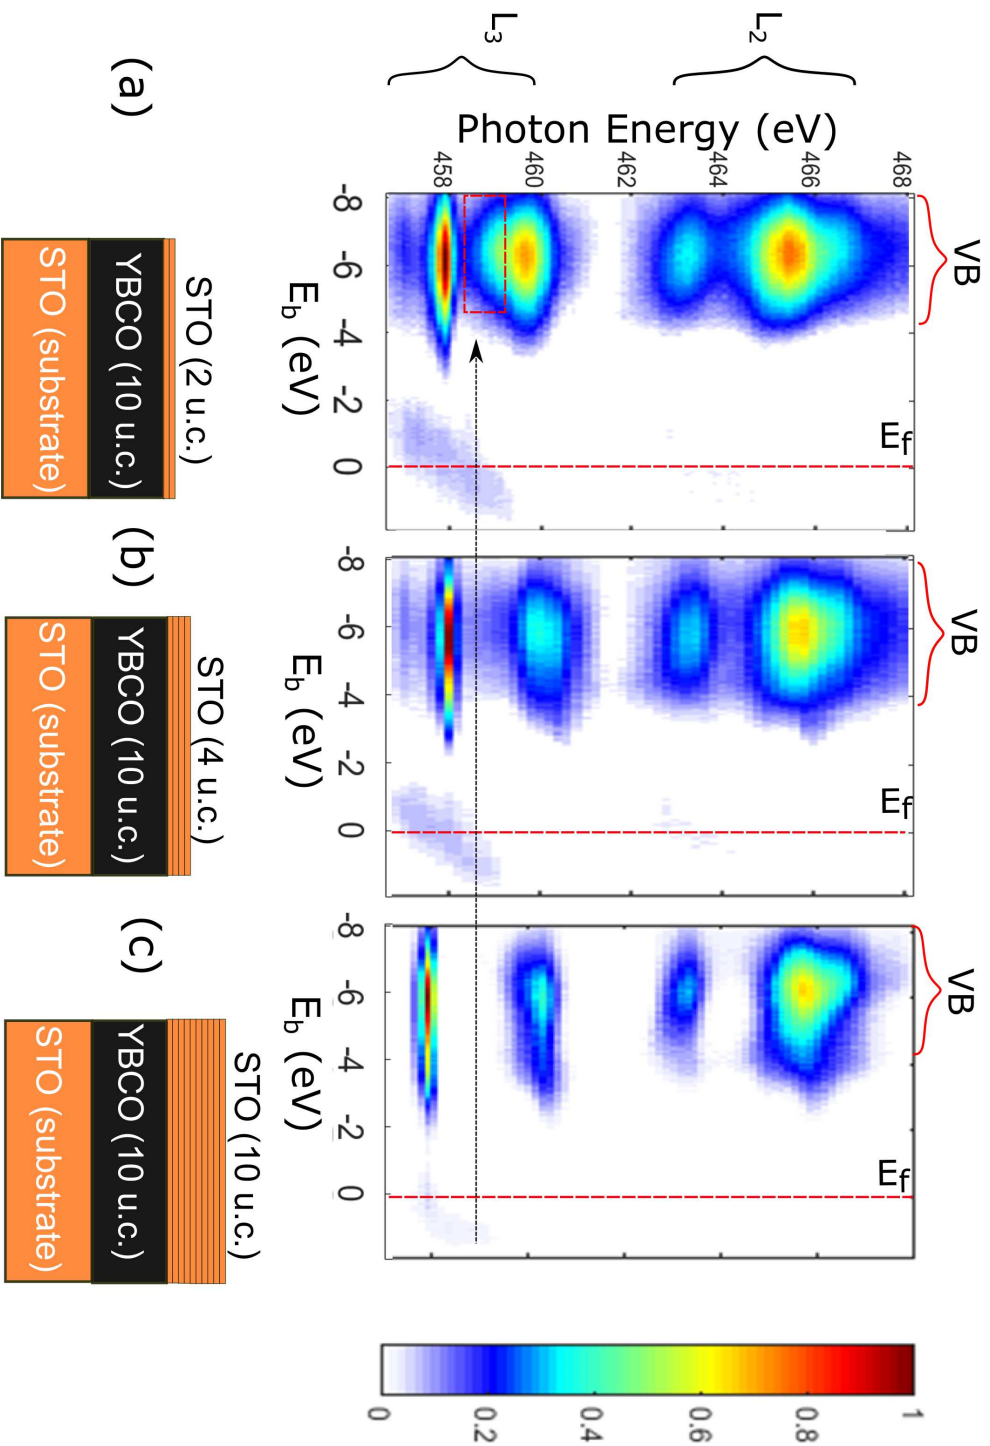 VB
VB
VB
L2
L3
Photon Energy (eV)
468
466
464
462
460
458
Ef
Ef
Ef
-8 -6 -4 -2 0
-8 -6 -4 -2 0
-8 -6 -4 -2 0
Eb (eV)
Eb (eV)
Eb (eV)
0 0.2 0.4 0.6 0.8 1
STO (2 u.c.)
YBCO (10 u.c.)
STO (substrate)
(a)
STO (4 u.c.)
YBCO (10 u.c.)
STO (substrate)
(b)
STO (10 u.c.)
YBCO (10 u.c.)
STO (substrate)
(c)